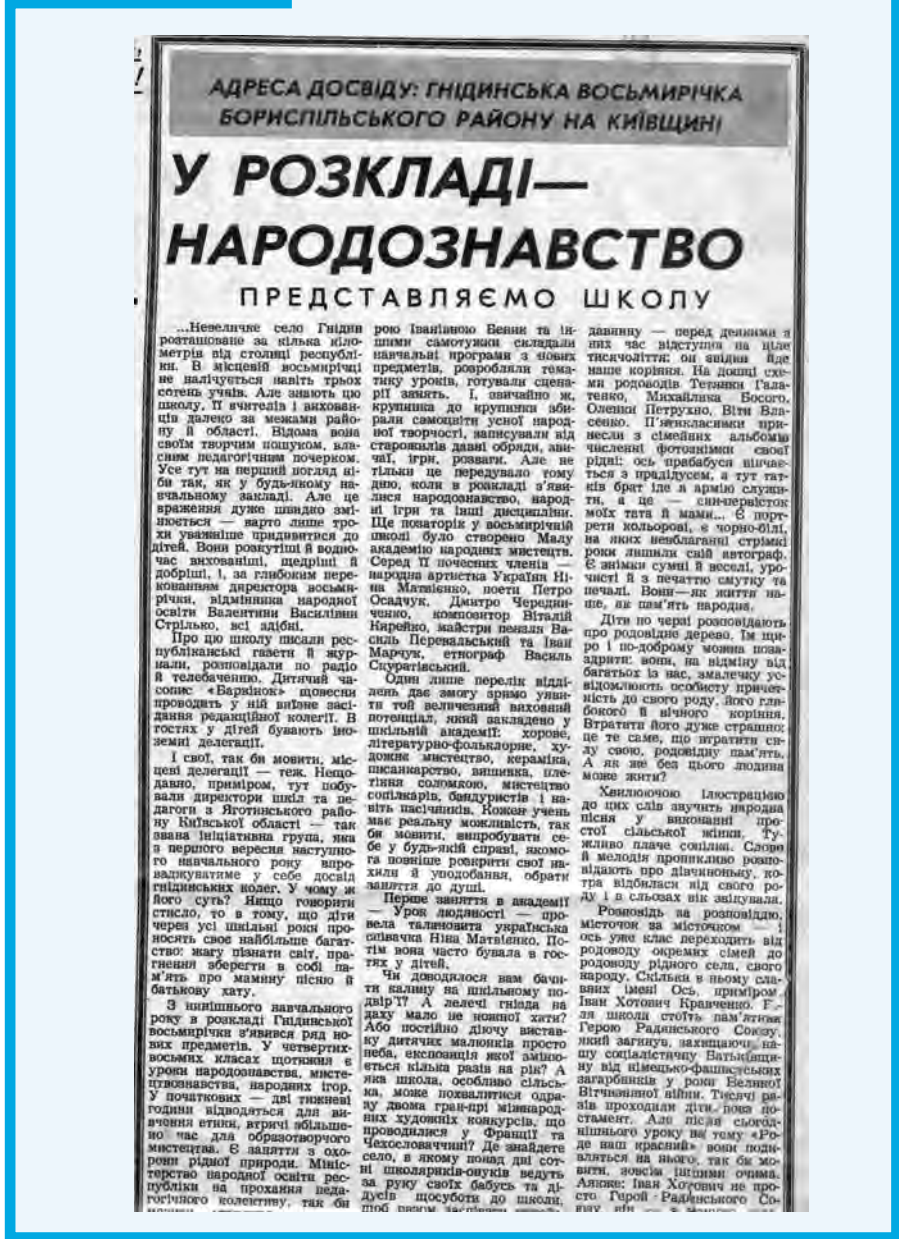 АДРЕСА ДОСВІДУ: ГНІДИНСЬКА ВОСЬМИРІЧКА
БОРИСПІЛЬСЬКОГО РАЙОНУ НА КИЇВЩИНІ
У РОЗКЛАДІ—
НАРОДОЗНАВСТВО
ПРЕДСТАВЛЯЄМО ШКОЛУ
...Невеличке село Гнідин
розташоване за кілька кіло-
метрів від столиці республі-
ки. В місцевій восьмирічці
не налічується навіть трьох
сотень учнів. Але знають цю
школу, її вчителів і вихован-
ців далеко за межами райо-
ну й області. Відома вона
своїм творчим пошуком, вла-
сним педагогічним почерком.
Усе тут на перший погляд ні-
би так, як у будь-якому на-
вчальному закладі. Але це
враження дуже швидко змі-
нюється — варто лише тро-
хи уважніше придивитися до
дітей. Вони розкутіші й водно-
час вихованіші, щедріші й
добріші, і, за глибоким пере-
конанням директора восьми-
річки, відмінника народної
освіти Валентини Василівни
Стрілько, всі здібні.
Про цю школу писали рес-
публіканські газети й жур-
нали, розповідали по радіо
й телебаченню. Дитячий ча-
сопис «Барвінок» щовесни
проводить у ній виїзне засі-
дання редакційної колегії. В
гостях у дітей бувають іно-
земні делегації.
І свої, так би мовити, міс-
цеві делегації — теж. Нещо-
давно, приміром, тут побу-
вали директори шкіл та пе-
дагоги з Яготинського райо-
ну Київської області — так
звана ініціативна група, яка
з першого вересня наступно-
го навчального року впро-
ваджуватиме у себе досвід
гнідинських колег. У чому ж
його суть? Якщо говорити
стисло, то в тому, що діти
через усі шкільні роки про-
носять своє найбільше багат-
ство: жагу пізнати світ, пра-
гнення зберегти в собі па-
м'ять про мамину пісню й
батькову хату.
З нинішнього навчального
року в розкладі Гнідинської
восьмирічки з'явився ряд но-
вих предметів. У четвертих-
восьмих класах щотижня є
уроки народознавства, мисте-
цтвознавства, народних ігор.
У початкових — дві тижневі
години відводяться для ви-
вчення етики, втричі збільше-
но час для образотворчого
мистецтва. Є заняття з охо-
рони рідної природи. Мініс-
терство народної освіти рес-
публіки на прохання педа-
гогічного колективу, так би
рою Іванівною Бевик та ін-
шими самотужки складали
навчальні програми з нових
предметів, розробляли тема-
тику уроків, готували сцена-
рії занять. І, звичайно ж,
крупинка до крупинки зби-
рали самоцвіти усної народ-
ної творчості, записували від
старожилів давні обряди, зви-
чаї, ігри, розваги. Але не
тільки це передувало тому
дню, коли в розкладі з'яви-
лися народознавство, народ-
ні ігри та інші дисципліни.
Ще позаторік у восьмирічній
школі було створено Малу
академію народних мистецтв.
Серед її почесних членів —
народна артистка України Ні-
на Матвієнко, поети Петро
Осадчук, Дмитро Чередни-
ченко, композитор Віталій
Кирейко, майстри пензля Ва-
силь Перевальський та Іван
Марчук, етнограф Василь
Скуратівський.
Один лише перелік відді-
лень дає змогу зримо уяви-
ти той величезний виховний
потенціал, який закладено у
шкільній академії: хорове,
літературно-фольклорне, ху-
дожнє мистецтво, кераміка,
писанкарство, вишивка, пле-
тіння соломкою, мистецтво
сопілкарів, бандуристів і на-
віть пасічників. Кожен учень
має реальну можливість, так
би мовити, випробувати се-
бе у будь-якій справі, якомо-
га повніше розкрити свої на-
хили й уподобання, обрати
заняття до душі.
Перше заняття в академії
— Урок людяності — про-
вела талановита українська
співачка Ніна Матвієнко. По-
тім вона часто бувала в гос-
тях у дітей.
Чи доводилося вам бачи-
ти калину на шкільному по-
двір'ї? А лелечі гнізда на
даху мало не кожної хати?
Або постійно діючу вистав-
ку дитячих малюнків просто
неба, експозиція якої зміню-
ється кілька разів на рік? А
яка школа, особливо сільсь-
ка, може похвалитися одра-
зу двома гран-прі міжнарод-
них художніх конкурсів, що
проводилися у Франції та
Чехословаччині? Де знайдете
село, в якому понад дві сот-
ні школяриків-онуків ведуть
за руку своїх бабусь та ді-
дусів щосуботи до школи,
щоб разом заспівати
давнину — перед деякими з
них час відступив на ціле
тисячоліття: он звідки йде
наше коріння. На дошці схе-
ми родоводів Тетянки Гала-
тенко, Михайлика Босого,
Оленки Петрухно, Віти Вла-
сенко. П'ятикласники при-
несли з сімейних альбомів
численні фотознімки своєї
рідні: ось прабабуся вінчає-
ться з прадідусем, а тут тат-
ків брат іде в армію служи-
ти, а це — син-первісток
моїх тата й мами... Є порт-
рети кольорові, є чорно-білі,
на яких невблаганні стрімкі
роки лишили свій автограф.
Є знімки сумні й веселі, уро-
чисті й з печаттю смутку та
печалі. Вони—як життя на-
ше, як пам'ять народна.
Діти по черзі розповідають
про родовідне дерево. Їм щи-
ро і по-доброму можна поза-
здрити: вони, на відміну від
багатьох із нас, змалечку ус-
відомлюють особисту причет-
ність до свого роду, його гли-
бокого й вічного коріння.
Втратити його дуже страшно:
це те саме, що втратити си-
лу свою, родовідну пам'ять.
А як же без цього людина
може жити?
Хвилюючою ілюстрацією
до цих слів звучить народна
пісня у виконанні про-
стої сільської жінки. Ту-
жливо плаче сопілка. Слово
й мелодія проникливо розпо-
відають про дівчиноньку, ко-
тра відбилася від свого ро-
ду і в сльозах вік звікувала.
Розповідь за розповіддю,
місточок за місточком — і
ось уже клас переходить від
родоводу окремих сімей до
родоводу рідного села, свого
народу. Скільки в ньому сла-
вних імен! Ось, приміром,
Іван Хотович Кравченко.
ля школи стоїть пам'ятник
Герою Радянського Союзу,
який загинув, захищаючи на-
шу соціалістичну Батьківщи-
ну від німецько-фашистських
загарбників у роки Великої
Вітчизняної війни. Тисячі ра-
зів проходили діти повз по-
стамент. Але після сьогод-
нішнього уроку на тему «Ро-
де наш красний» вони поди-
вляться на нього, так би мо-
вити, зовсім іншими очима.
Аякже: Іван Хотович не про-
сто Герой Радянського Со-